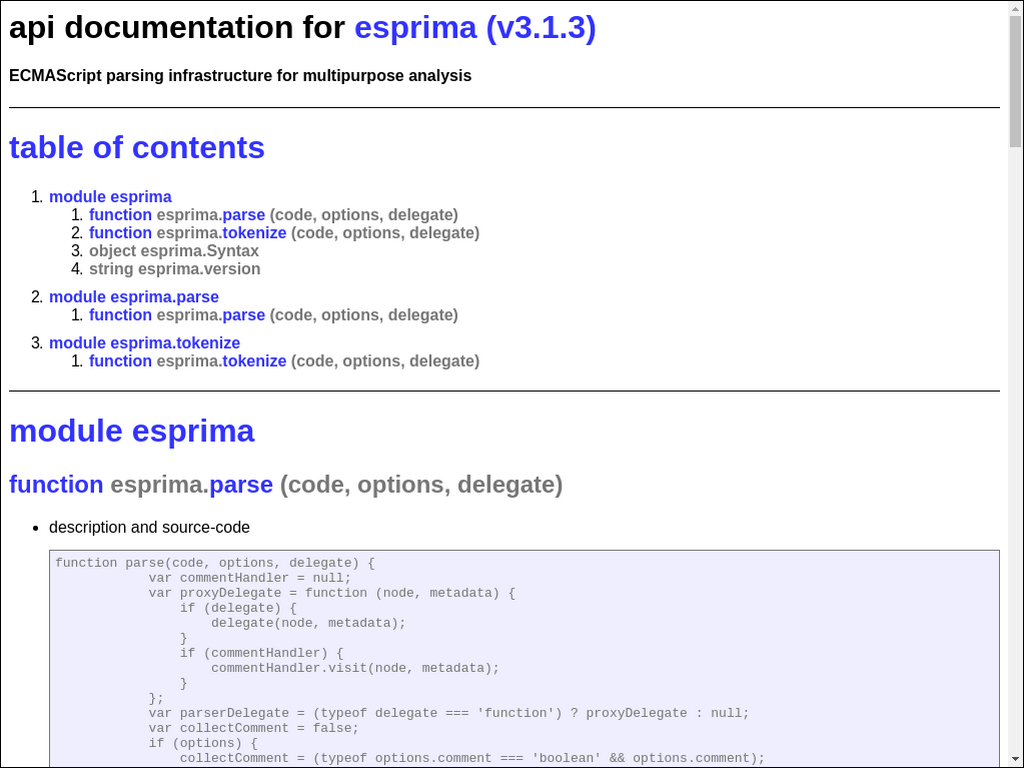 api documentation for esprima (v3.1.3)
ECMAScript parsing infrastructure for multipurpose analysis
table of contents
1. module esprima
1. function esprima.parse (code, options, delegate)
2. function esprima.tokenize (code, options, delegate)
3. object esprima.Syntax
4. string esprima.version
2. module esprima.parse
1. function esprima.parse (code, options, delegate)
3. module esprima.tokenize
1. function esprima.tokenize (code, options, delegate)
module esprima
function esprima.parse (code, options, delegate)
• description and source-code
function parse(code, options, delegate) {
            var commentHandler = null;
            var proxyDelegate = function (node, metadata) {
                if (delegate) {
                    delegate(node, metadata);
                }
                if (commentHandler) {
                    commentHandler.visit(node, metadata);
                }
            };
            var parserDelegate = (typeof delegate === 'function') ? proxyDelegate : null;
            var collectComment = false;
            if (options) {
                collectComment = (typeof options.comment === 'boolean' && options.comment);